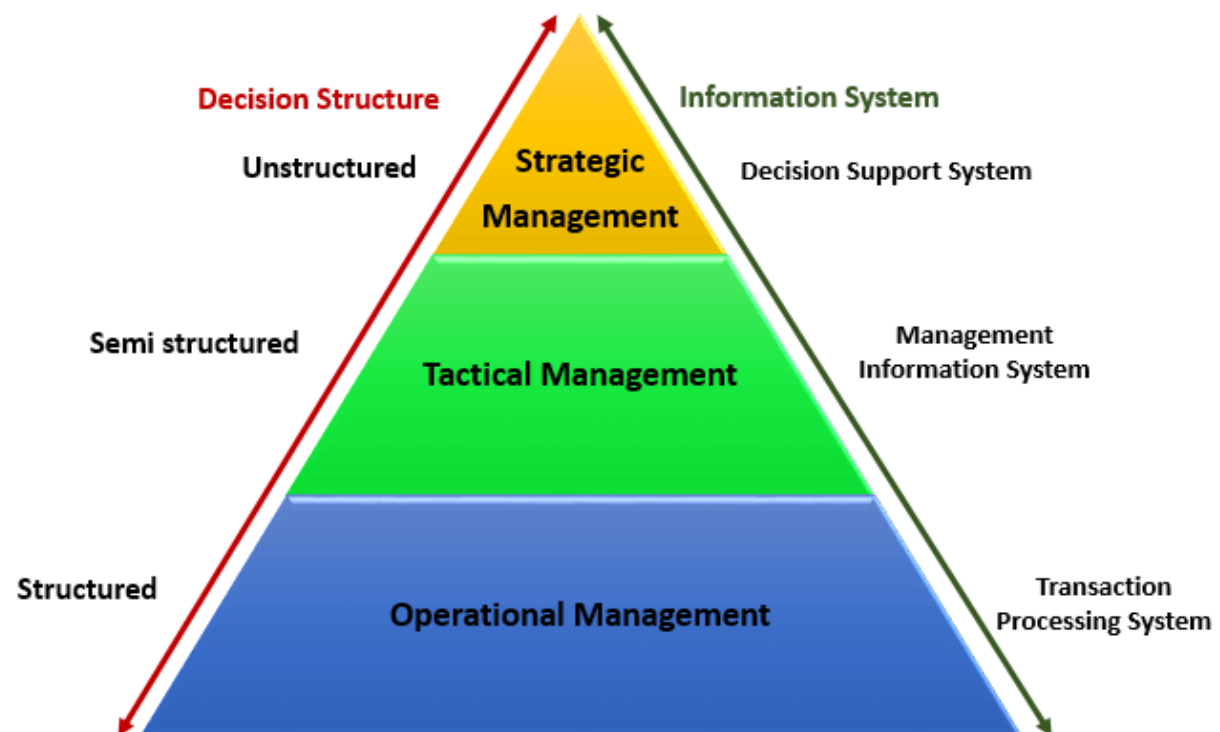 Decision Structure
Information System
Unstructured
Strategic
Management
Decision Support System
Semi structured
Tactical Management
Management
Information System
Structured
Operational Management
Transaction
Processing System